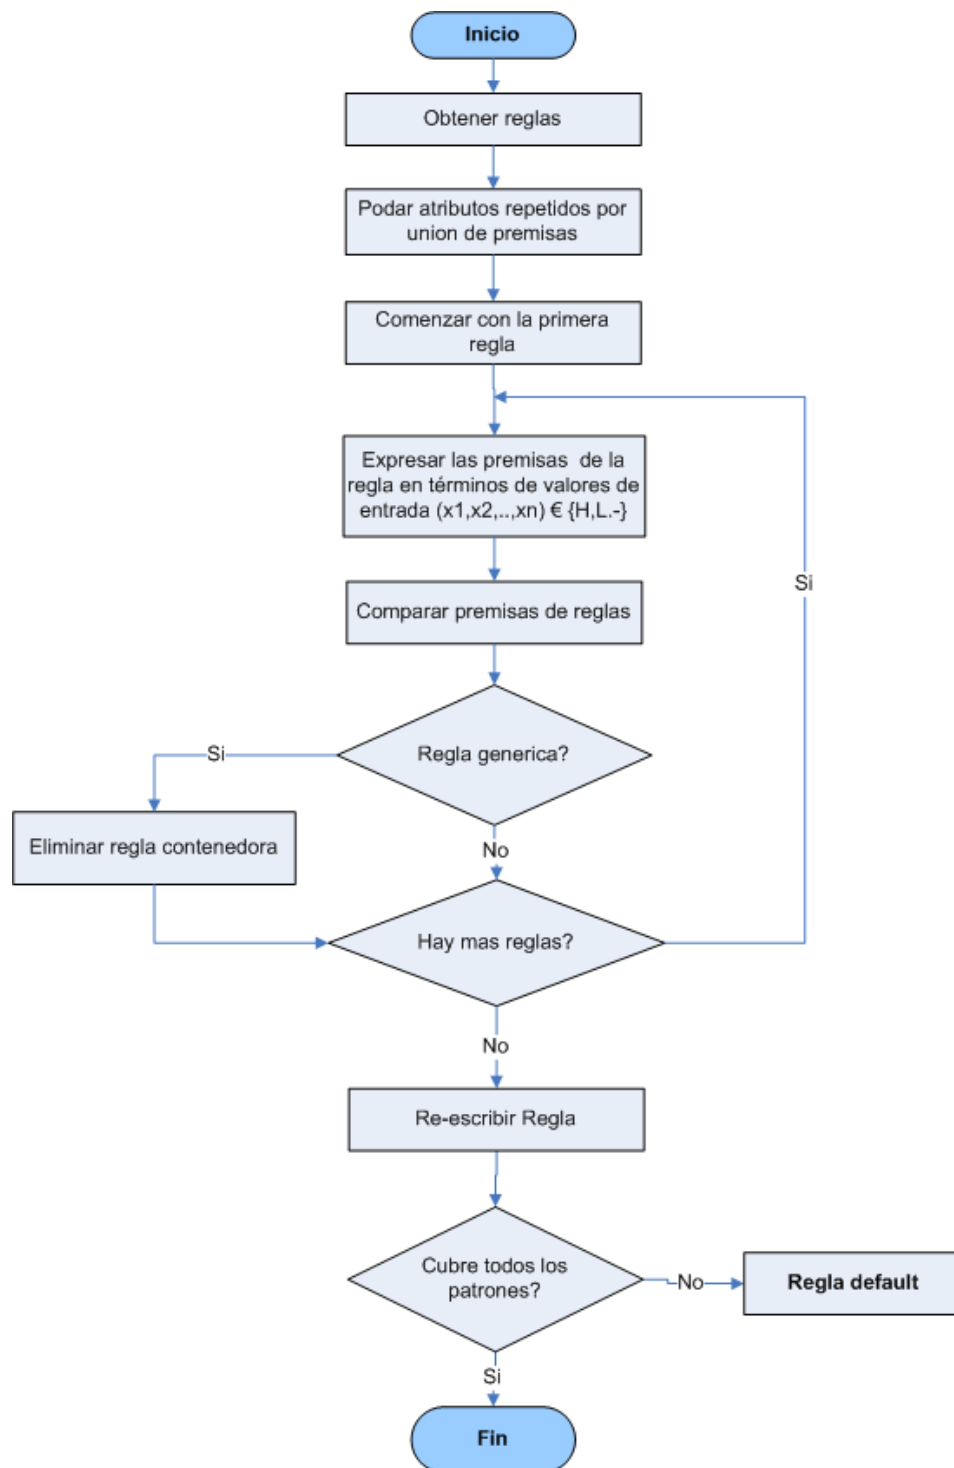 Inicio
Obtener reglas
Podar atributos repetidos por
union de premisas
Comenzar con la primera
regla
Expresar las premisas de la
regla en términos de valores de
entrada (x1,x2,..,xn) € {H,L.-}
Si
Comparar premisas de reglas
Regla generica?
Si
Eliminar regla contenedora
No
Hay mas reglas?
No
Re-escribir Regla
Cubre todos los
patrones?
No
Regla default
Si
Fin